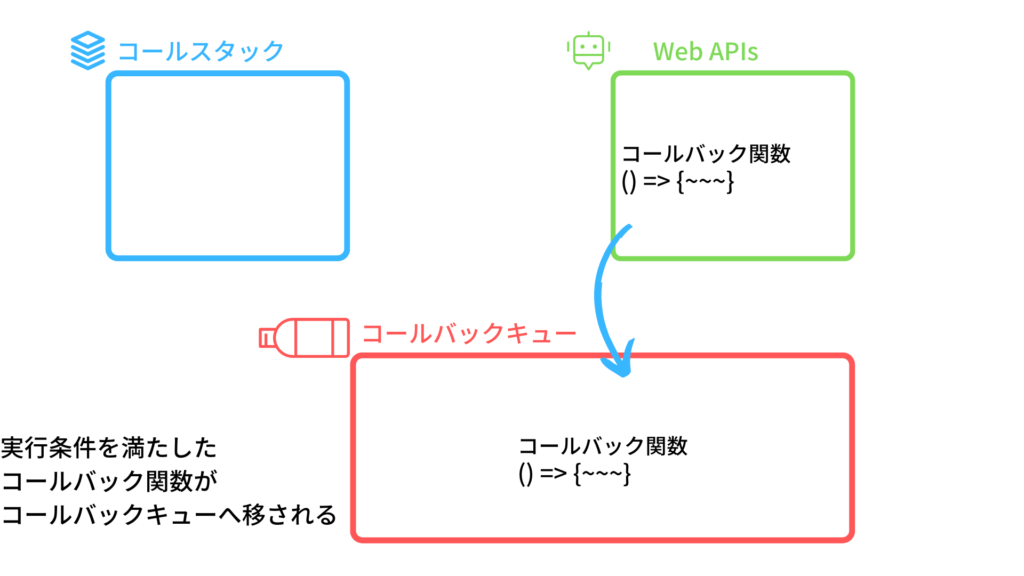 コールスタック
Web APIs
コールバック関数
() => {~~~}
コールバックキュー
コールバック関数
() => {~~~}
実行条件を満たした
コールバック関数が
コールバックキューへ移される